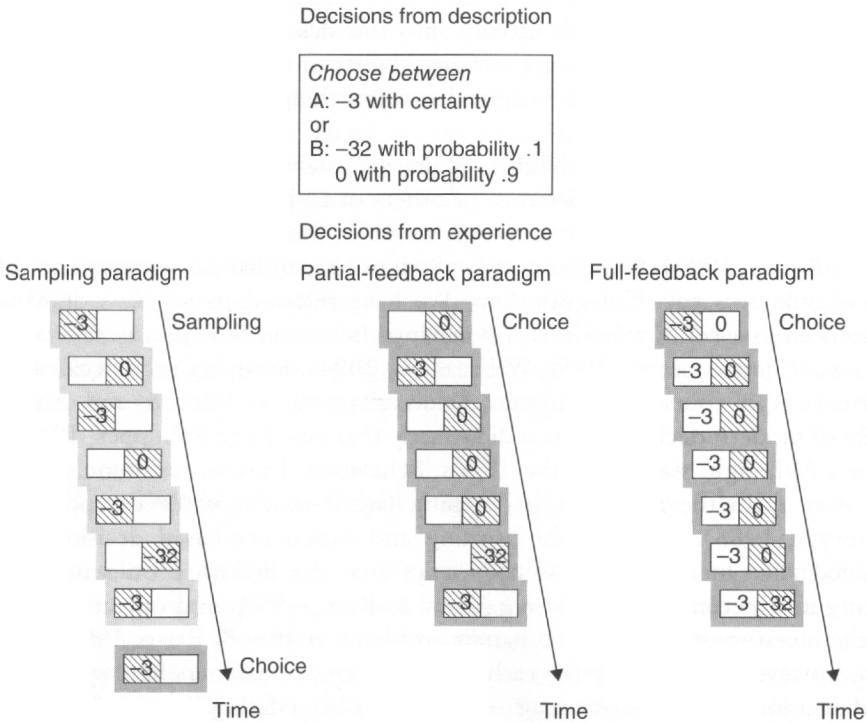 Decisions from description
Choose between
A: −3 with certainty
or
B: −32 with probability .1
0 with probability .9
Decisions from experience
Sampling paradigm
−3
Sampling
0
−3
0
−3
−32
−3
−3
Choice
Time
Partial-feedback paradigm
0
Choice
−3
0
0
0
−32
−3
Time
Full-feedback paradigm
−3 0
Choice
−3 0
−3 0
−3 0
−3 0
−3 0
−3 −32
Time